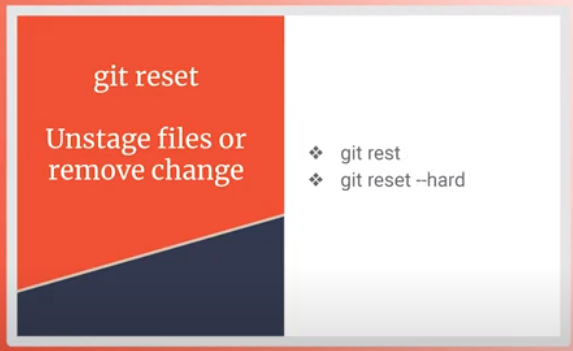 git reset
Unstage files or
remove change
❖ git rest
❖ git reset --hard